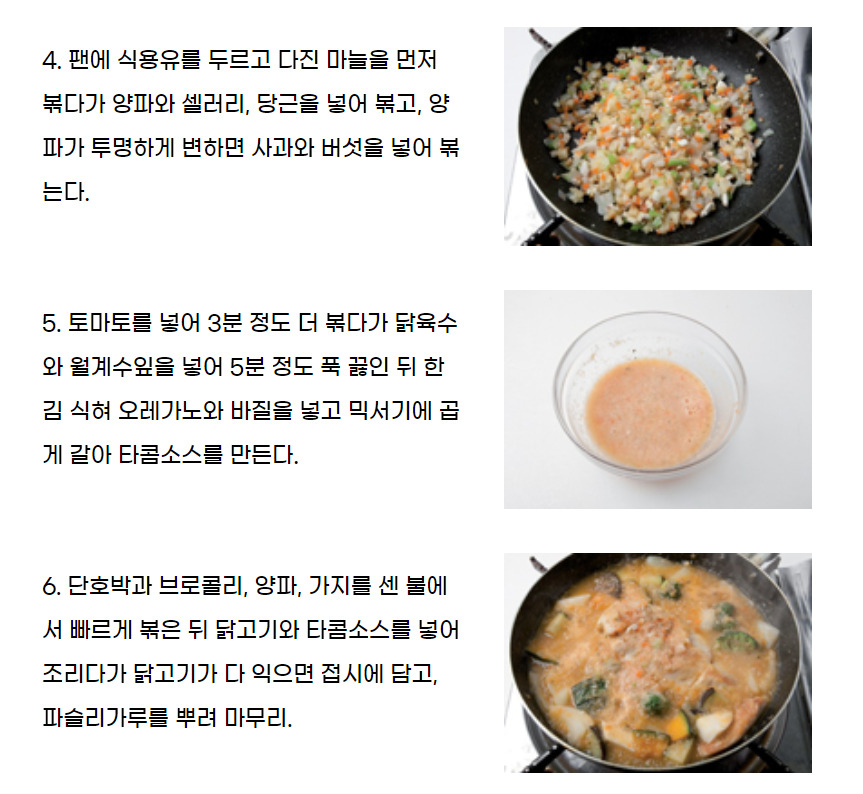 4. 팬에 식용유를 두르고 다진 마늘을 먼저
볶다가 양파와 셀러리, 당근을 넣어 볶고, 양
파가 투명하게 변하면 사과와 버섯을 넣어 볶
는다.
5. 토마토를 넣어 3분 정도 더 볶다가 닭육수
와 월계수잎을 넣어 5분 정도 푹 끓인 뒤 한
김 식혀 오레가노와 바질을 넣고 믹서기에 곱
게 갈아 타콤소스를 만든다.
6. 단호박과 브로콜리, 양파, 가지를 센 불에
서 빠르게 볶은 뒤 닭고기와 타콤소스를 넣어
조리다가 닭고기가 다 익으면 접시에 담고,
파슬리가루를 뿌려 마무리.